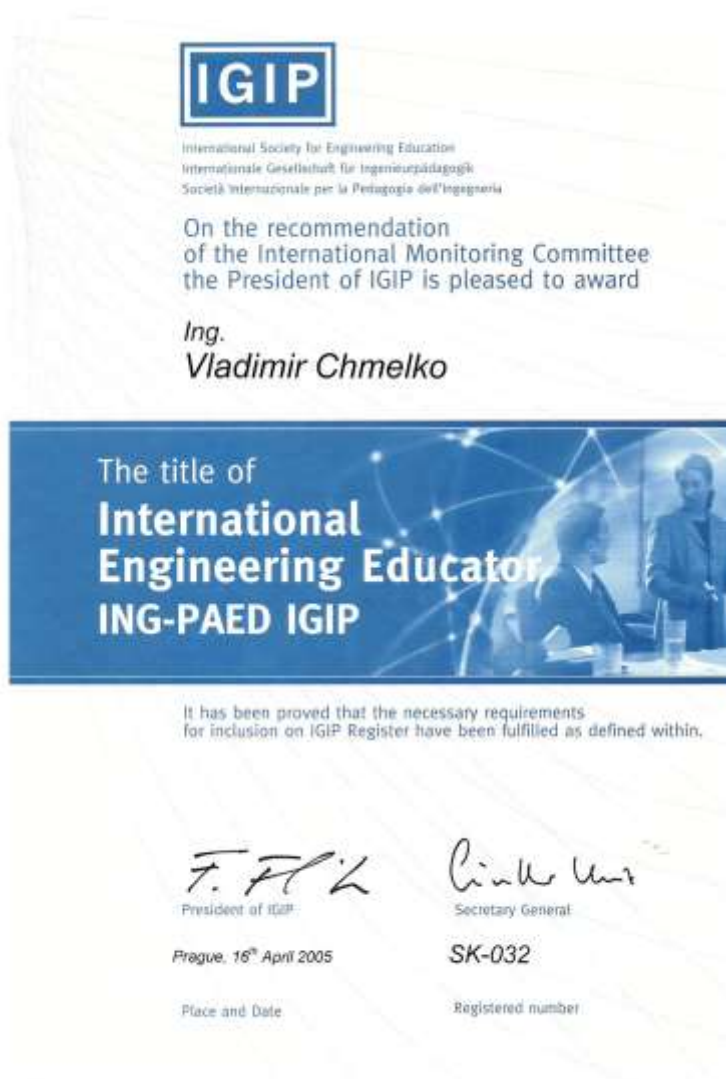 IGIP
International Society for Engineering Education
Internationale Gesellschaft für Ingenieurpädagogik
Società Internazionale per la Pedagogia dell'Ingegneria
On the recommendation
of the International Monitoring Committee
the President of IGIP is pleased to award
Ing.
Vladimir Chmelko
The title of
International
Engineering Educator
ING-PAED IGIP
It has been proved that the necessary requirements
for inclusion on IGIP Register have been fulfilled as defined within.
President of IGIP
Secretary General
Prague, 16th April 2005
SK-032
Place and Date
Registered number